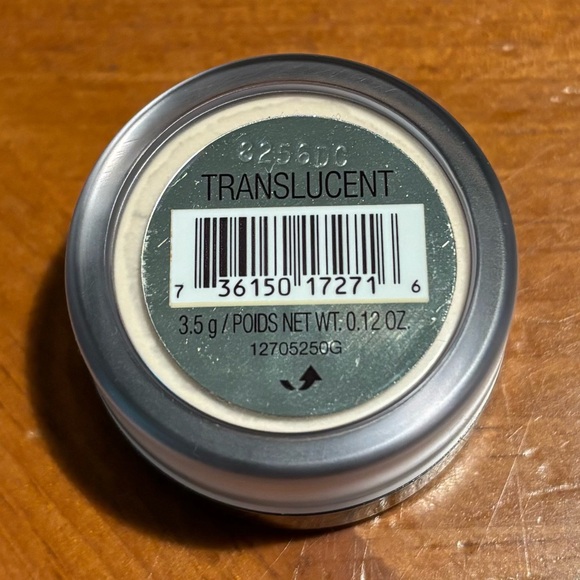 8256DC
TRANSLUCENT
7 36150 17271 6
3.5 g / POIDS NET WT. 0.12 OZ.
12705250G